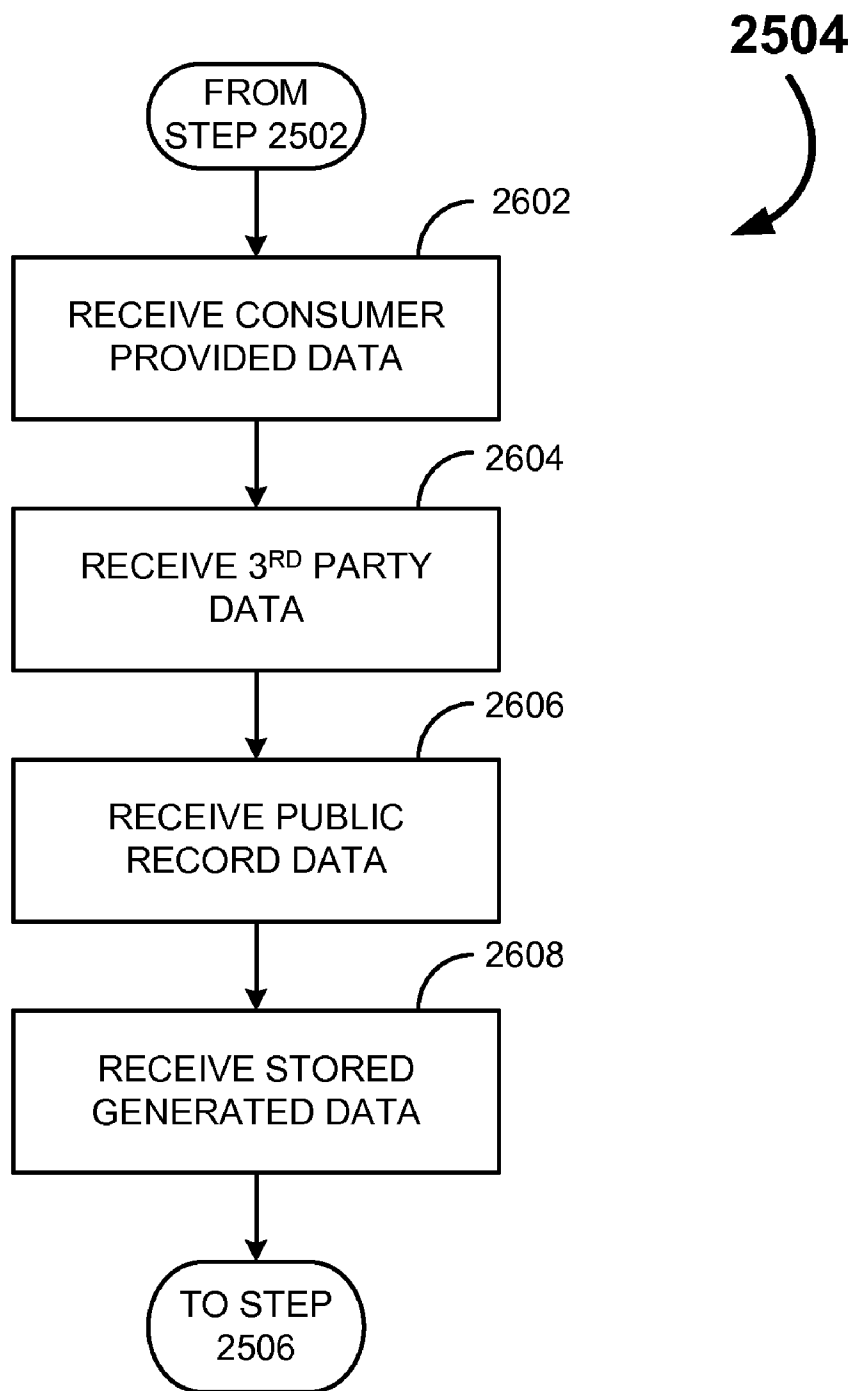 2504
FROM
STEP 2502
2602
RECEIVE CONSUMER
PROVIDED DATA
2604
RECEIVE 3RD PARTY
DATA
2606
RECEIVE PUBLIC
RECORD DATA
2608
RECEIVE STORED
GENERATED DATA
TO STEP
2506